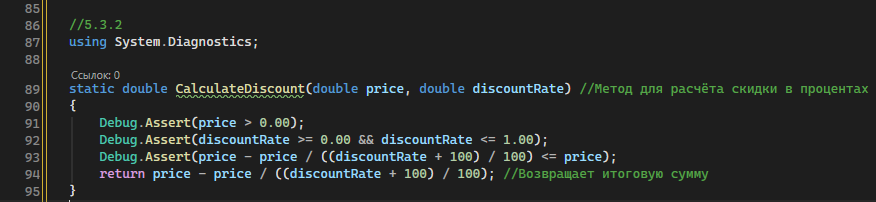 85
86 //5.3.2
87 using System.Diagnostics;
88
Ссылок: 0
89 static double CalculateDiscount(double price, double discountRate) //Метод для расчёта скидки в процентах
90 {
91 Debug.Assert(price > 0.00);
92 Debug.Assert(discountRate >= 0.00 && discountRate <= 1.00);
93 Debug.Assert(price - price / ((discountRate + 100) / 100) <= price);
94 return price - price / ((discountRate + 100) / 100); //Возвращает итоговую сумму
95 }